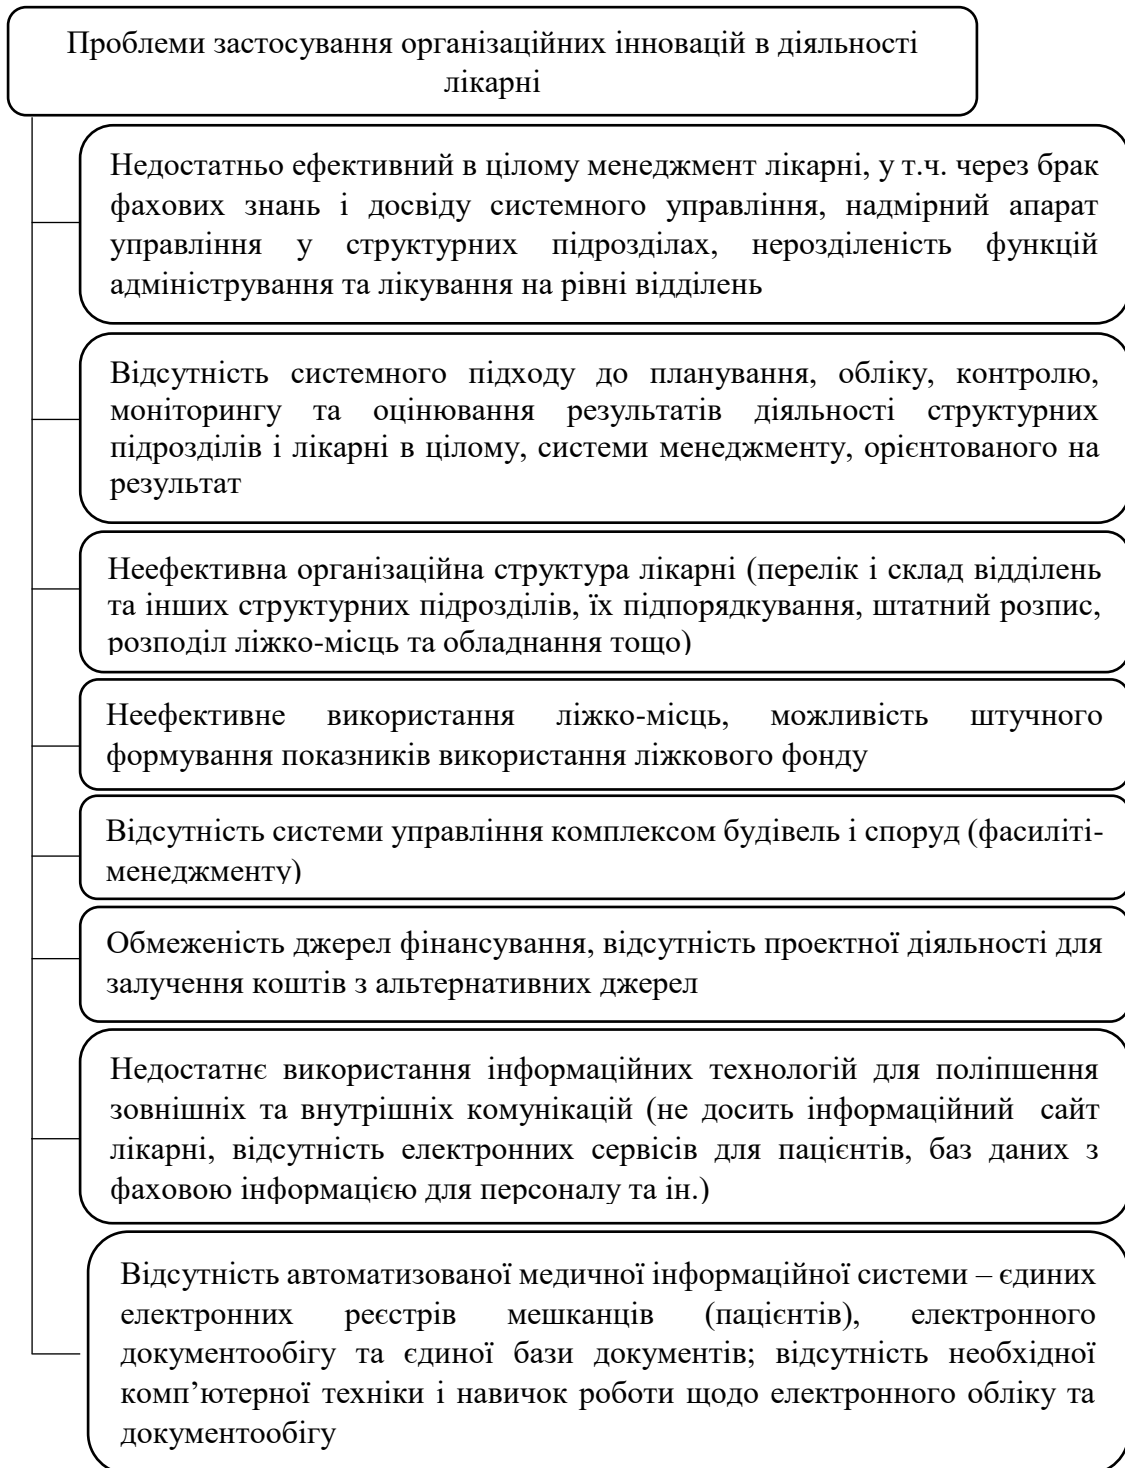 Проблеми застосування організаційних інновацій в діяльності
лікарні
Недостатньо ефективний в цілому менеджмент лікарні, у т.ч. через брак
фахових знань і досвіду системного управління, надмірний апарат
управління у структурних підрозділах, нерозділеність функцій
адміністрування та лікування на рівні відділень
Відсутність системного підходу до планування, обліку, контролю,
моніторингу та оцінювання результатів діяльності структурних
підрозділів і лікарні в цілому, системи менеджменту, орієнтованого на
результат
Неефективна організаційна структура лікарні (перелік і склад відділень
та інших структурних підрозділів, їх підпорядкування, штатний розпис,
розподіл ліжко-місць та обладнання тощо)
Неефективне використання ліжко-місць, можливість штучного
формування показників використання ліжкового фонду
Відсутність системи управління комплексом будівель і споруд (фасиліті-
менеджменту)
Обмеженість джерел фінансування, відсутність проектної діяльності для
залучення коштів з альтернативних джерел
Недостатнє використання інформаційних технологій для поліпшення
зовнішніх та внутрішніх комунікацій (не досить інформаційний сайт
лікарні, відсутність електронних сервісів для пацієнтів, баз даних з
фаховою інформацією для персоналу та ін.)
Відсутність автоматизованої медичної інформаційної системи – єдиних
електронних реєстрів мешканців (пацієнтів), електронного
документообігу та єдиної бази документів; відсутність необхідної
комп’ютерної техніки і навичок роботи щодо електронного обліку та
документообігу